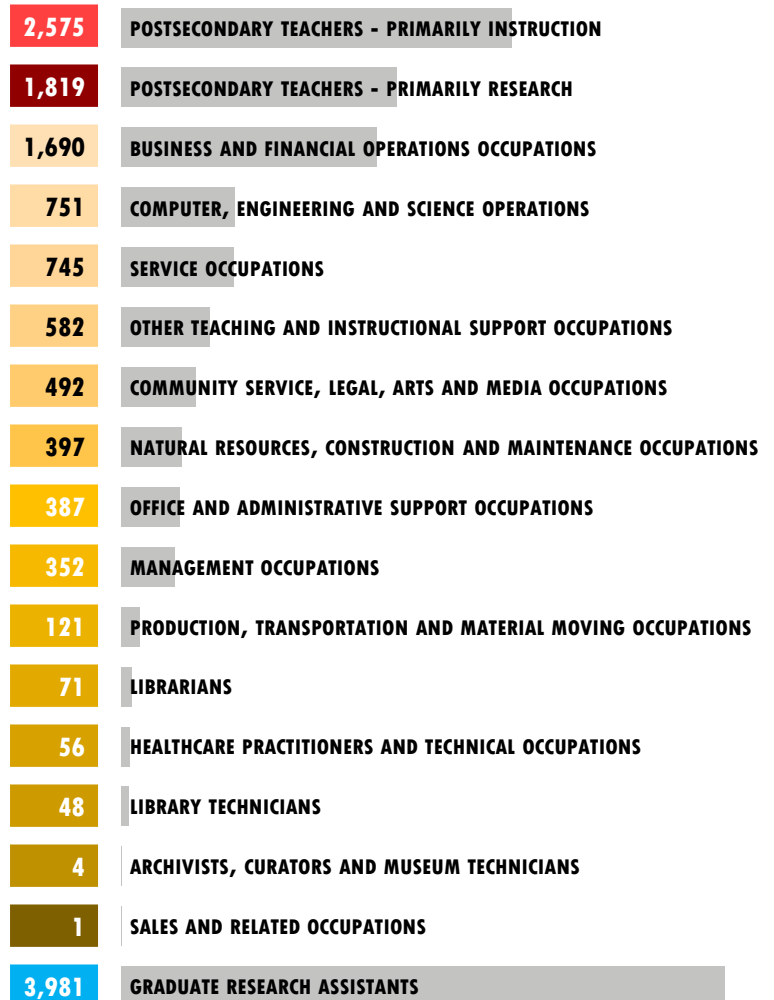 2,575 POSTSECONDARY TEACHERS - PRIMARILY INSTRUCTION
1,819 POSTSECONDARY TEACHERS - PRIMARILY RESEARCH
1,690 BUSINESS AND FINANCIAL OPERATIONS OCCUPATIONS
751 COMPUTER, ENGINEERING AND SCIENCE OPERATIONS
745 SERVICE OCCUPATIONS
582 OTHER TEACHING AND INSTRUCTIONAL SUPPORT OCCUPATIONS
492 COMMUNITY SERVICE, LEGAL, ARTS AND MEDIA OCCUPATIONS
397 NATURAL RESOURCES, CONSTRUCTION AND MAINTENANCE OCCUPATIONS
387 OFFICE AND ADMINISTRATIVE SUPPORT OCCUPATIONS
352 MANAGEMENT OCCUPATIONS
121 PRODUCTION, TRANSPORTATION AND MATERIAL MOVING OCCUPATIONS
71 LIBRARIANS
56 HEALTHCARE PRACTITIONERS AND TECHNICAL OCCUPATIONS
48 LIBRARY TECHNICIANS
4 ARCHIVISTS, CURATORS AND MUSEUM TECHNICIANS
1 SALES AND RELATED OCCUPATIONS
3,981 GRADUATE RESEARCH ASSISTANTS